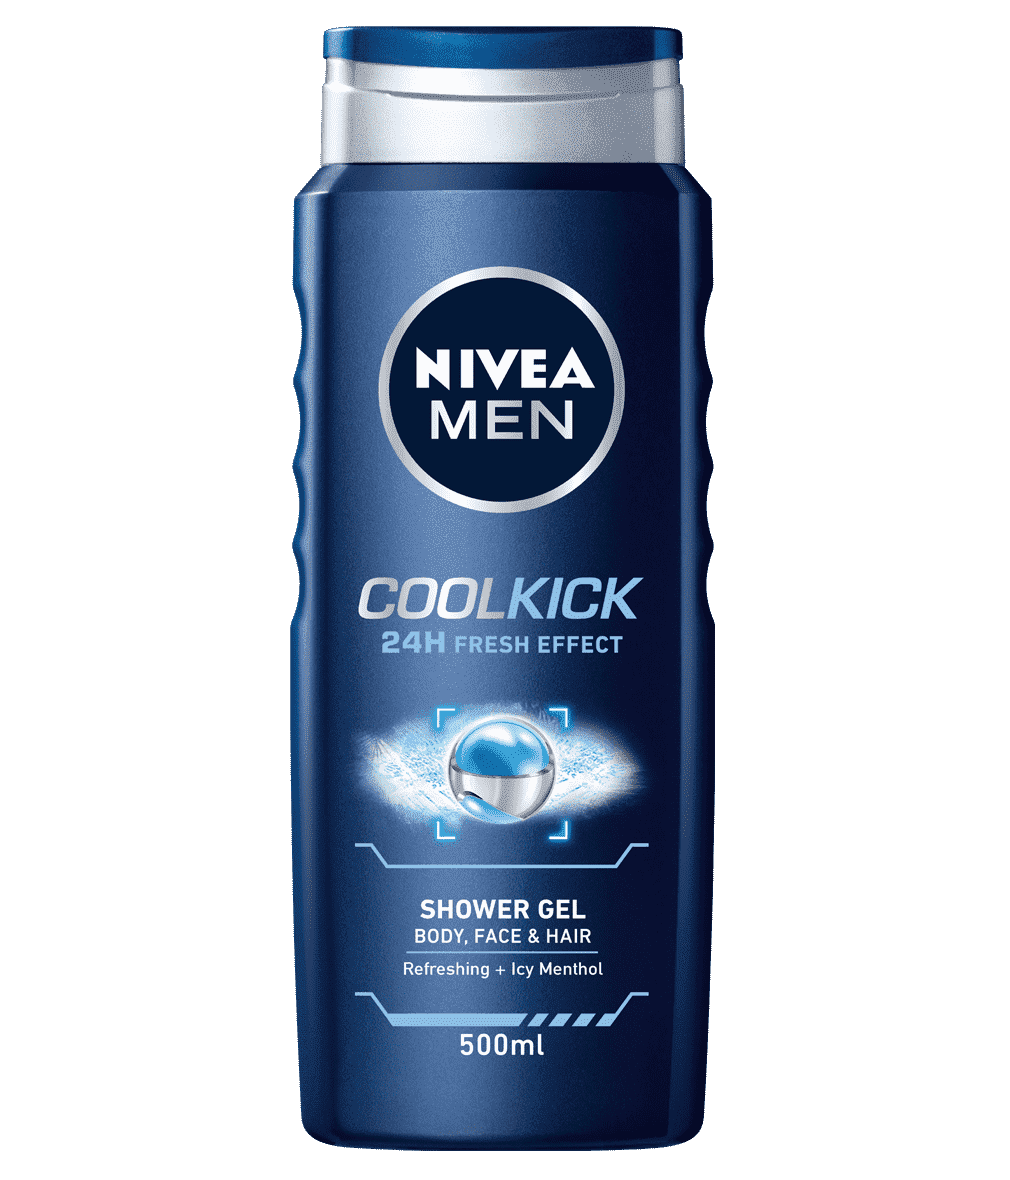 NIVEA
MEN
COOLKICK
24H FRESH EFFECT
SHOWER GEL
BODY, FACE & HAIR
Refreshing + Icy Menthol
500ml